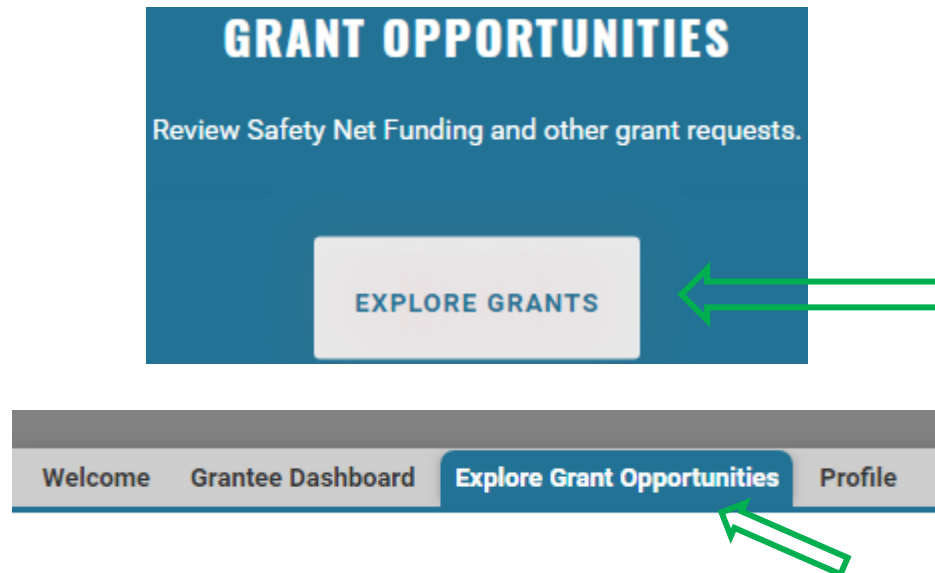 GRANT OPPORTUNITIES
Review Safety Net Funding and other grant requests.
EXPLORE GRANTS
Welcome Grantee Dashboard Explore Grant Opportunities Profile